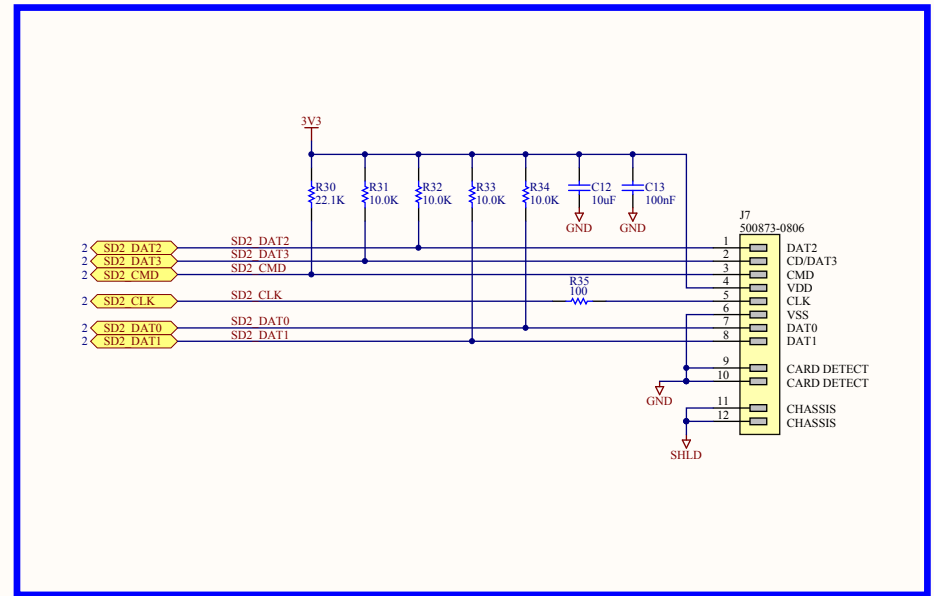 3V3
R30
22.1K
R31
10.0K
R32
10.0K
R33
10.0K
R34
10.0K
C12
10uF
C13
100nF
GND
GND
J7
500873-0806
2 SD2_DAT2 SD2_DAT2 1 DAT2
2 SD2_DAT3 SD2_DAT3 2 CD/DAT3
2 SD2_CMD SD2_CMD 3 CMD
4 VDD
R35
100
2 SD2_CLK SD2_CLK 5 CLK
6 VSS
2 SD2_DAT0 SD2_DAT0 7 DAT0
2 SD2_DAT1 SD2_DAT1 8 DAT1
9 CARD DETECT
10 CARD DETECT
GND
11 CHASSIS
12 CHASSIS
SHLD